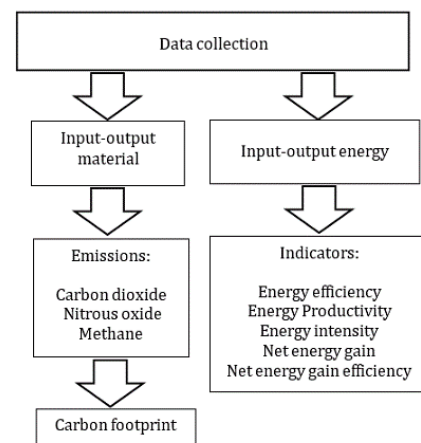 Data collection
Input-output
material
Input-output energy
Emissions:
Carbon dioxide
Nitrous oxide
Methane
Indicators:
Energy efficiency
Energy Productivity
Energy intensity
Net energy gain
Net energy gain efficiency
Carbon footprint